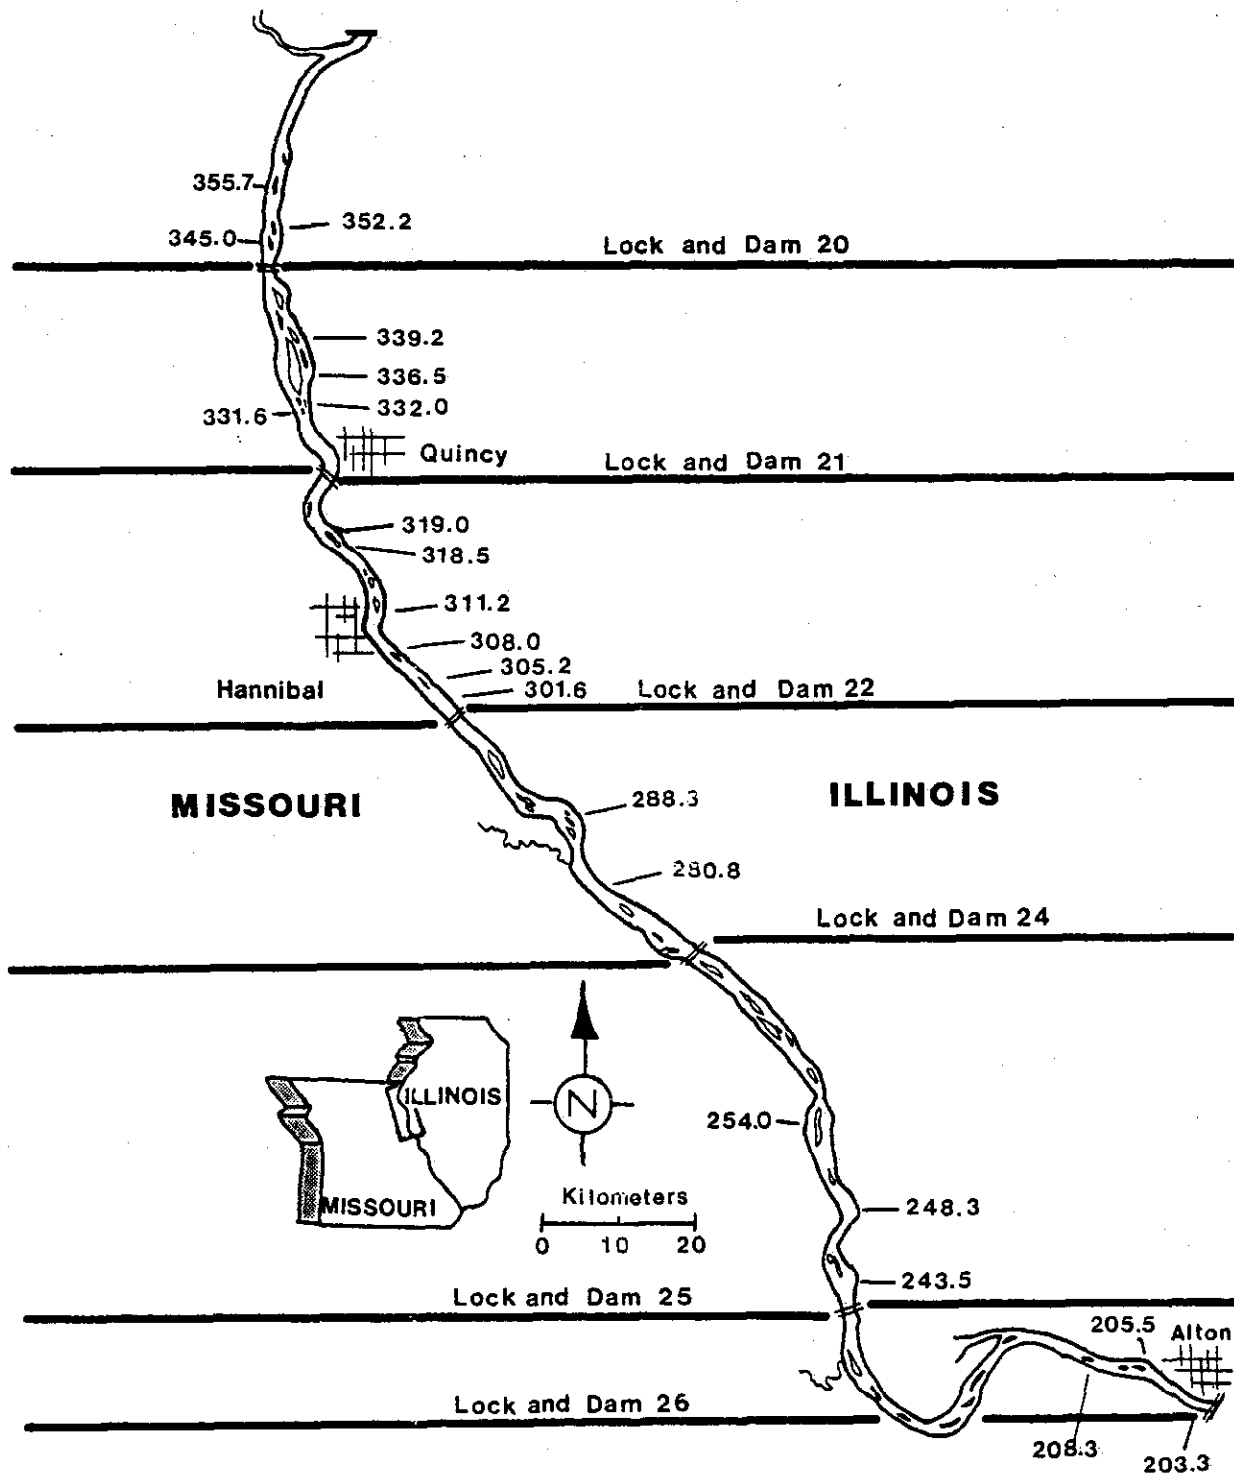 355.7
352.2
345.0
Lock and Dam 20
339.2
336.5
332.0
331.6
Quincy
Lock and Dam 21
319.0
318.5
311.2
308.0
305.2
301.6
Hannibal
Lock and Dam 22
MISSOURI
ILLINOIS
288.3
280.8
Lock and Dam 24
ILLINOIS
MISSOURI
N
254.0
Kilometers
0 10 20
248.3
243.5
Lock and Dam 25
205.5
Alton
Lock and Dam 26
208.3
203.3